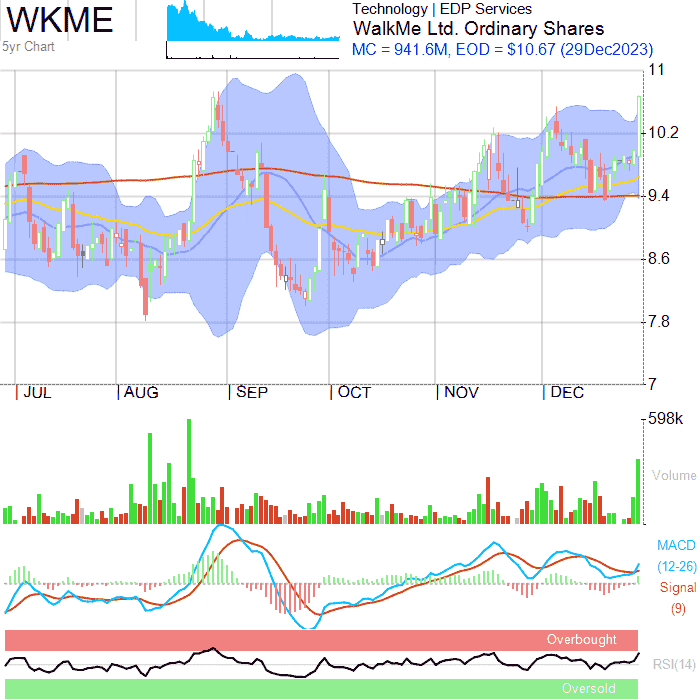 WKME
5yr Chart
Technology | EDP Services
WalkMe Ltd. Ordinary Shares
MC = 941.6M, EOD = $10.67 (29Dec2023)
11
10.2
9.4
8.6
7.8
7
JUL AUG SEP OCT NOV DEC
598k
Volume
MACD
(12-26)
Signal
(9)
Overbought
RSI(14)
Oversold